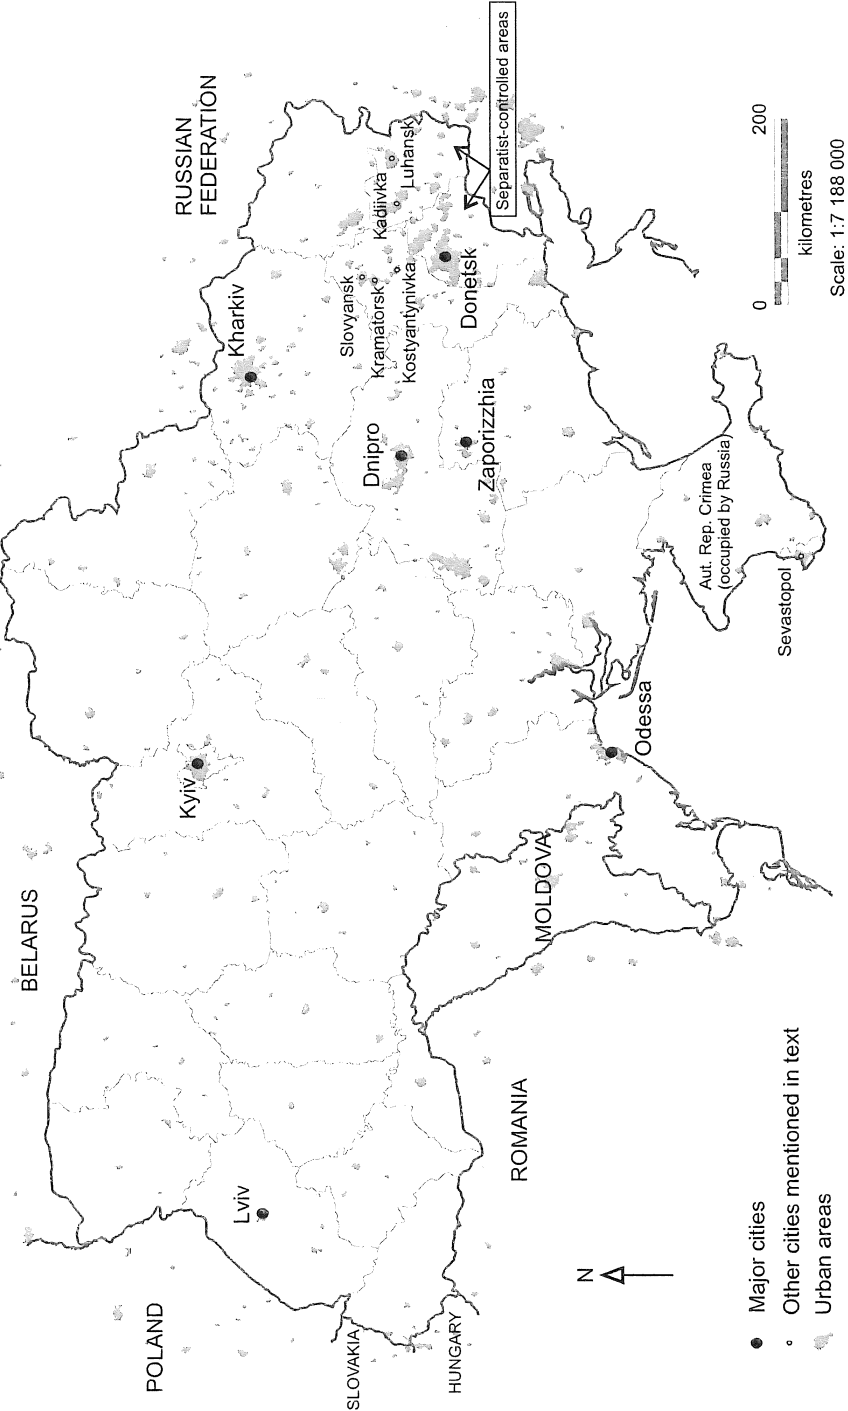 RUSSIAN
FEDERATION
BELARUS
POLAND
SLOVAKIA
HUNGARY
ROMANIA
MOLDOVA
Kharkiv
Kyiv
Lviv
Slovyansk
Kramatorsk
Kostyantynivka
Kadiivka
Luhansk
Donetsk
Separatist-controlled areas
Dnipro
Zaporizzhia
Odessa
Aut. Rep. Crimea
(occupied by Russia)
Sevastopol
N
Major cities
Other cities mentioned in text
Urban areas
0 200
kilometres
Scale: 1:7 188 000